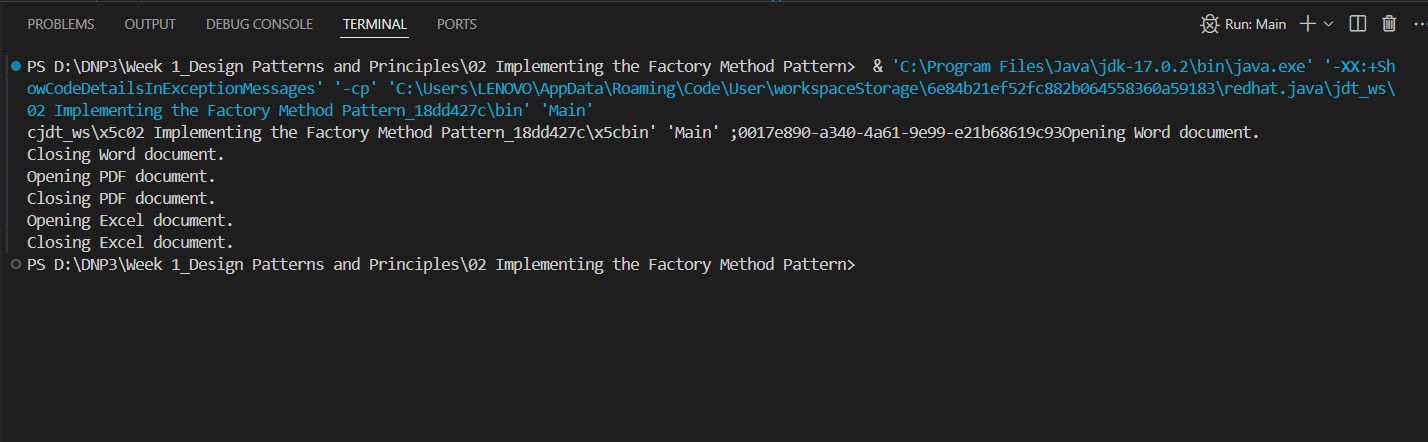 PROBLEMS OUTPUT DEBUG CONSOLE TERMINAL PORTS Run: Main
PS D:\DNP3\Week 1_Design Patterns and Principles\02 Implementing the Factory Method Pattern>  & 'C:\Program Files\Java\jdk-17.0.2\bin\java.exe' '-XX:+Sh
owCodeDetailsInExceptionMessages' '-cp' 'C:\Users\LENOVO\AppData\Roaming\Code\User\workspaceStorage\6e84b21ef52fc882b064558360a59183\redhat.java\jdt_ws\
02 Implementing the Factory Method Pattern_18dd427c\bin' 'Main'
cjdt_ws\x5c02 Implementing the Factory Method Pattern_18dd427c\x5cbin' 'Main' ;0017e890-a340-4a61-9e99-e21b68619c93Opening Word document.
Closing Word document.
Opening PDF document.
Closing PDF document.
Opening Excel document.
Closing Excel document.
PS D:\DNP3\Week 1_Design Patterns and Principles\02 Implementing the Factory Method Pattern>